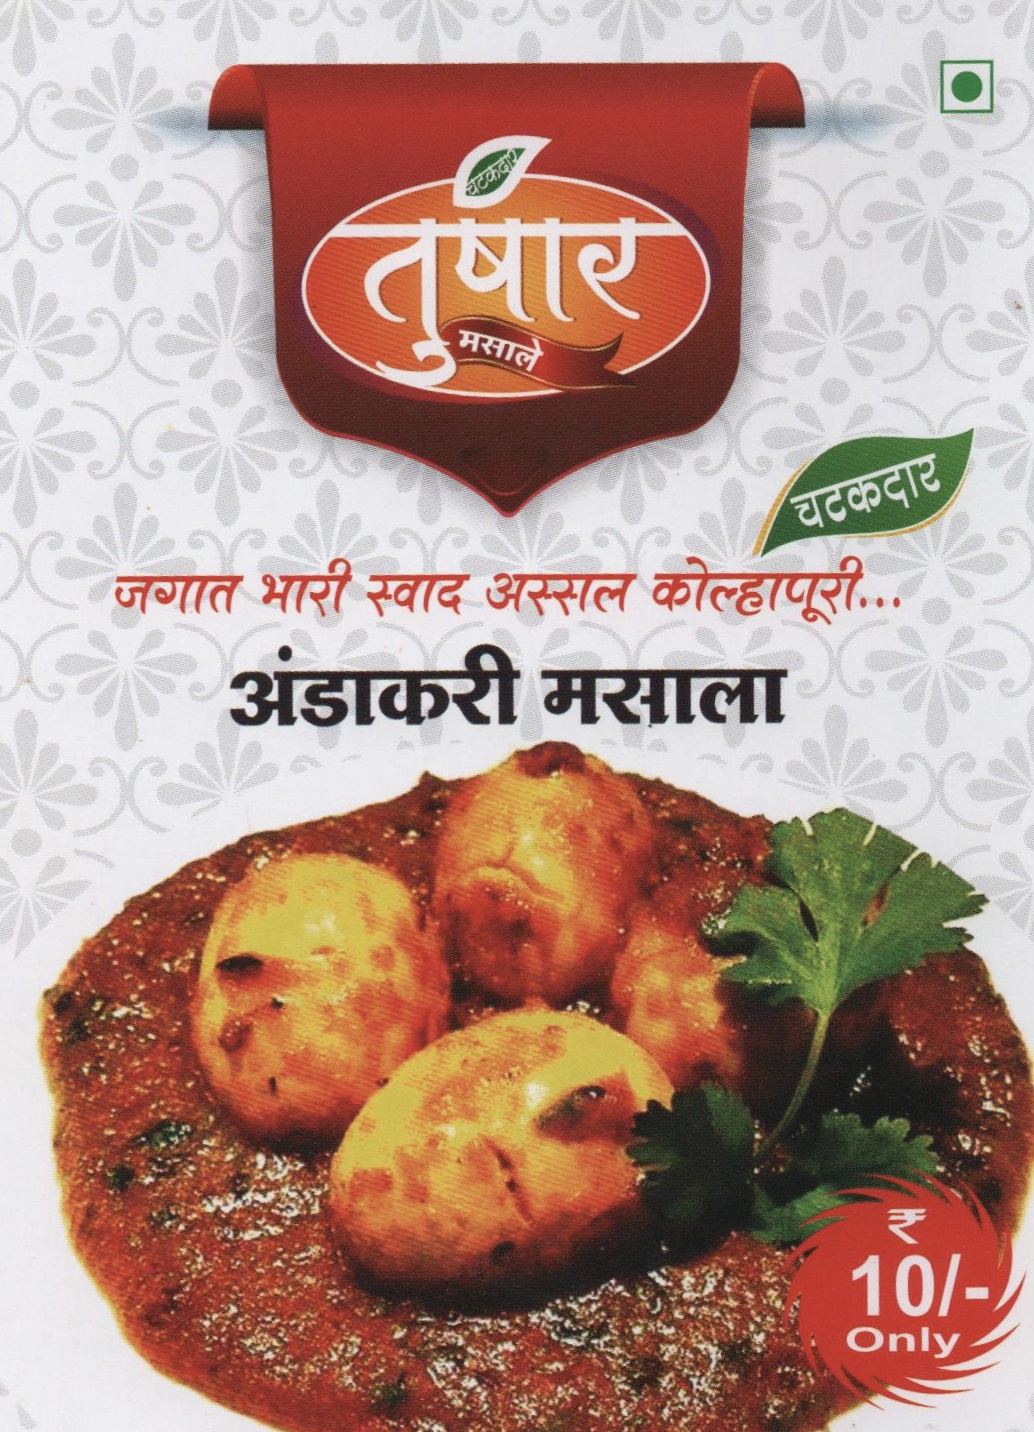 चटकदार
तुषार
मसाले
चटकदार
जगात भारी स्वाद अस्सल कोल्हापूरी...
अंडाकरी मसाला
₹
10/-
Only